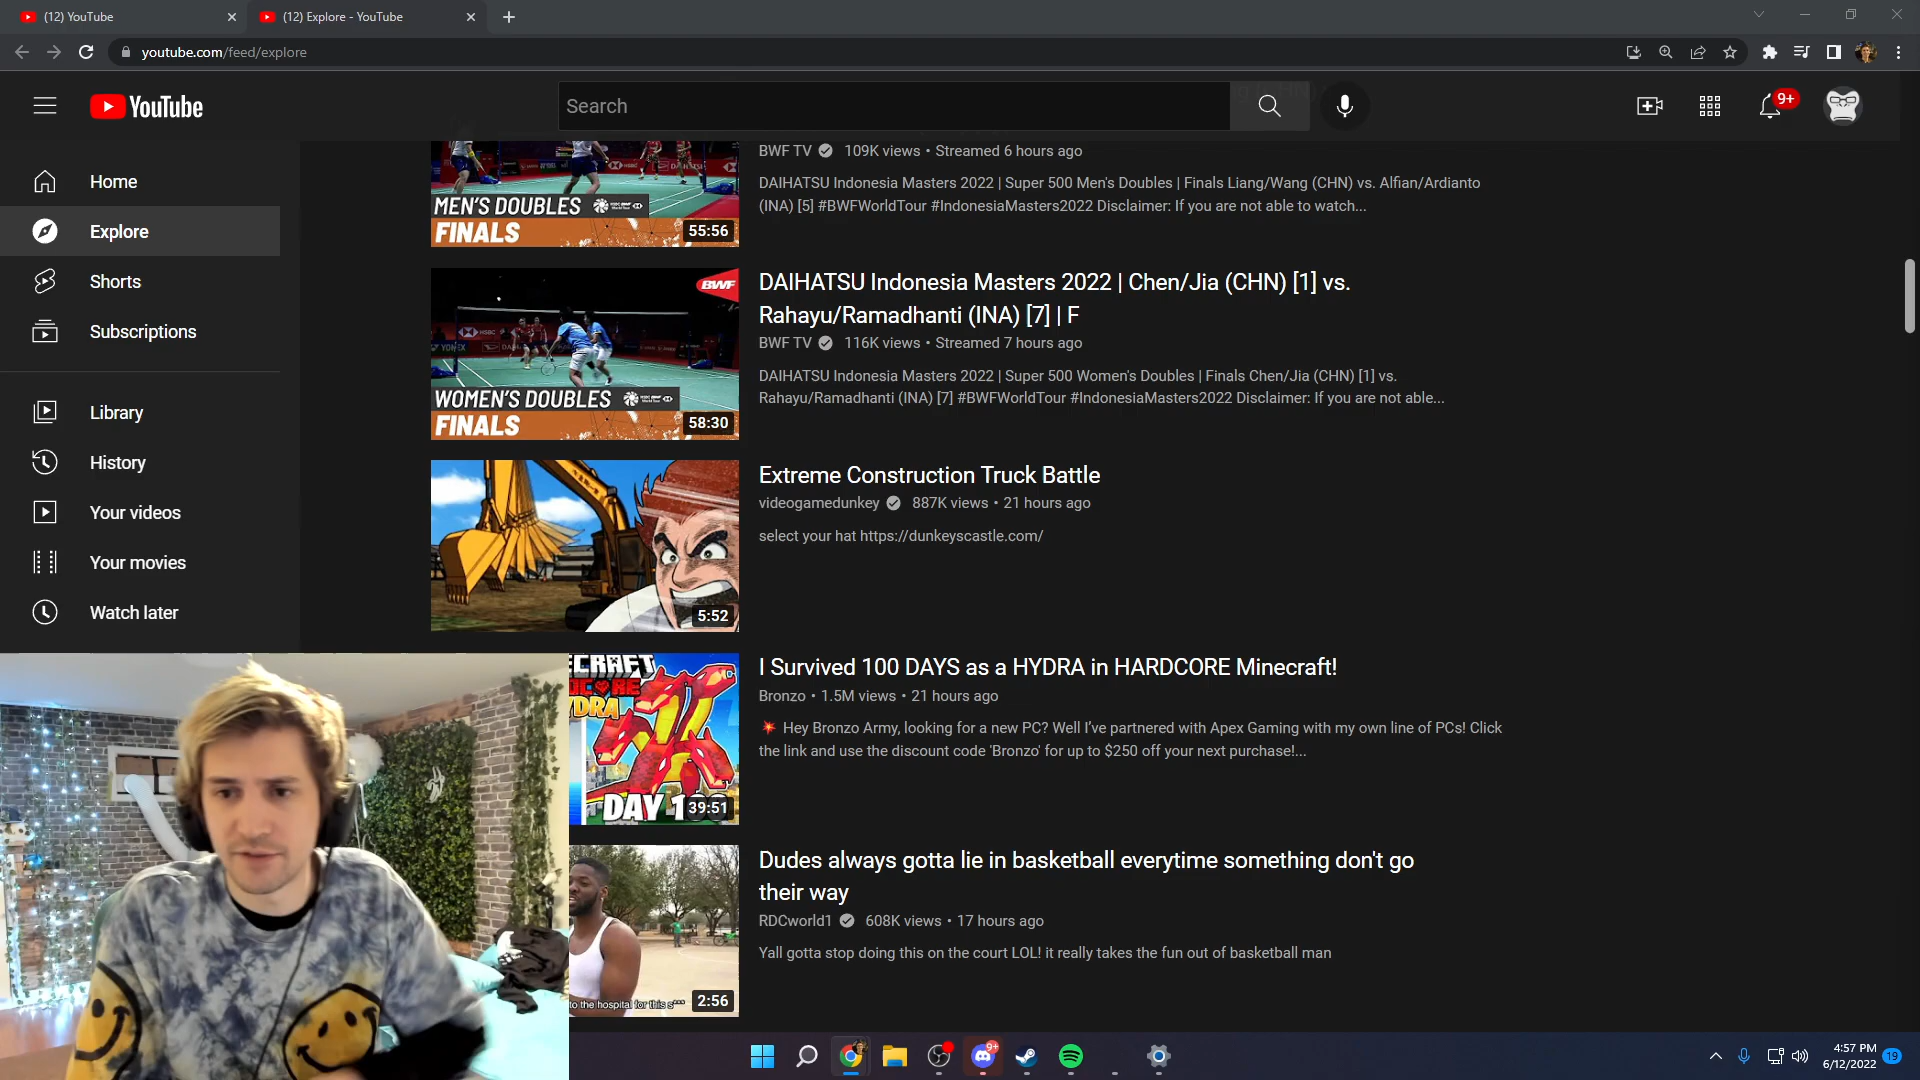 (12) YouTube
(12) Explore - YouTube
youtube.com/feed/explore
YouTube
Search
9+
Home
Explore
Shorts
Subscriptions
Library
History
Your videos
Your movies
Watch later
MEN'S DOUBLES
FINALS
55:56
BWF TV 109K views • Streamed 6 hours ago
DAIHATSU Indonesia Masters 2022 | Super 500 Men's Doubles | Finals Liang/Wang (CHN) vs. Alfian/Ardianto
(INA) [5] #BWFWorldTour #IndonesiaMasters2022 Disclaimer: If you are not able to watch...
BWF
HSBC
YONEX
WOMEN'S DOUBLES
FINALS
58:30
DAIHATSU Indonesia Masters 2022 | Chen/Jia (CHN) [1] vs.
Rahayu/Ramadhanti (INA) [7] | F
BWF TV 116K views • Streamed 7 hours ago
DAIHATSU Indonesia Masters 2022 | Super 500 Women's Doubles | Finals Chen/Jia (CHN) [1] vs.
Rahayu/Ramadhanti (INA) [7] #BWFWorldTour #IndonesiaMasters2022 Disclaimer: If you are not able...
5:52
Extreme Construction Truck Battle
videogamedunkey 887K views • 21 hours ago
select your hat https://dunkeyscastle.com/
ECRAFT
DCORE
YDRA
DAY 1
39:51
I Survived 100 DAYS as a HYDRA in HARDCORE Minecraft!
Bronzo • 1.5M views • 21 hours ago
💥 Hey Bronzo Army, looking for a new PC? Well I've partnered with Apex Gaming with my own line of PCs! Click
the link and use the discount code 'Bronzo' for up to $250 off your next purchase!...
to the hospital for this s***
2:56
Dudes always gotta lie in basketball everytime something don't go
their way
RDCworld1 608K views • 17 hours ago
Yall gotta stop doing this on the court LOL! it really takes the fun out of basketball man
9+
4:57 PM
6/12/2022
19